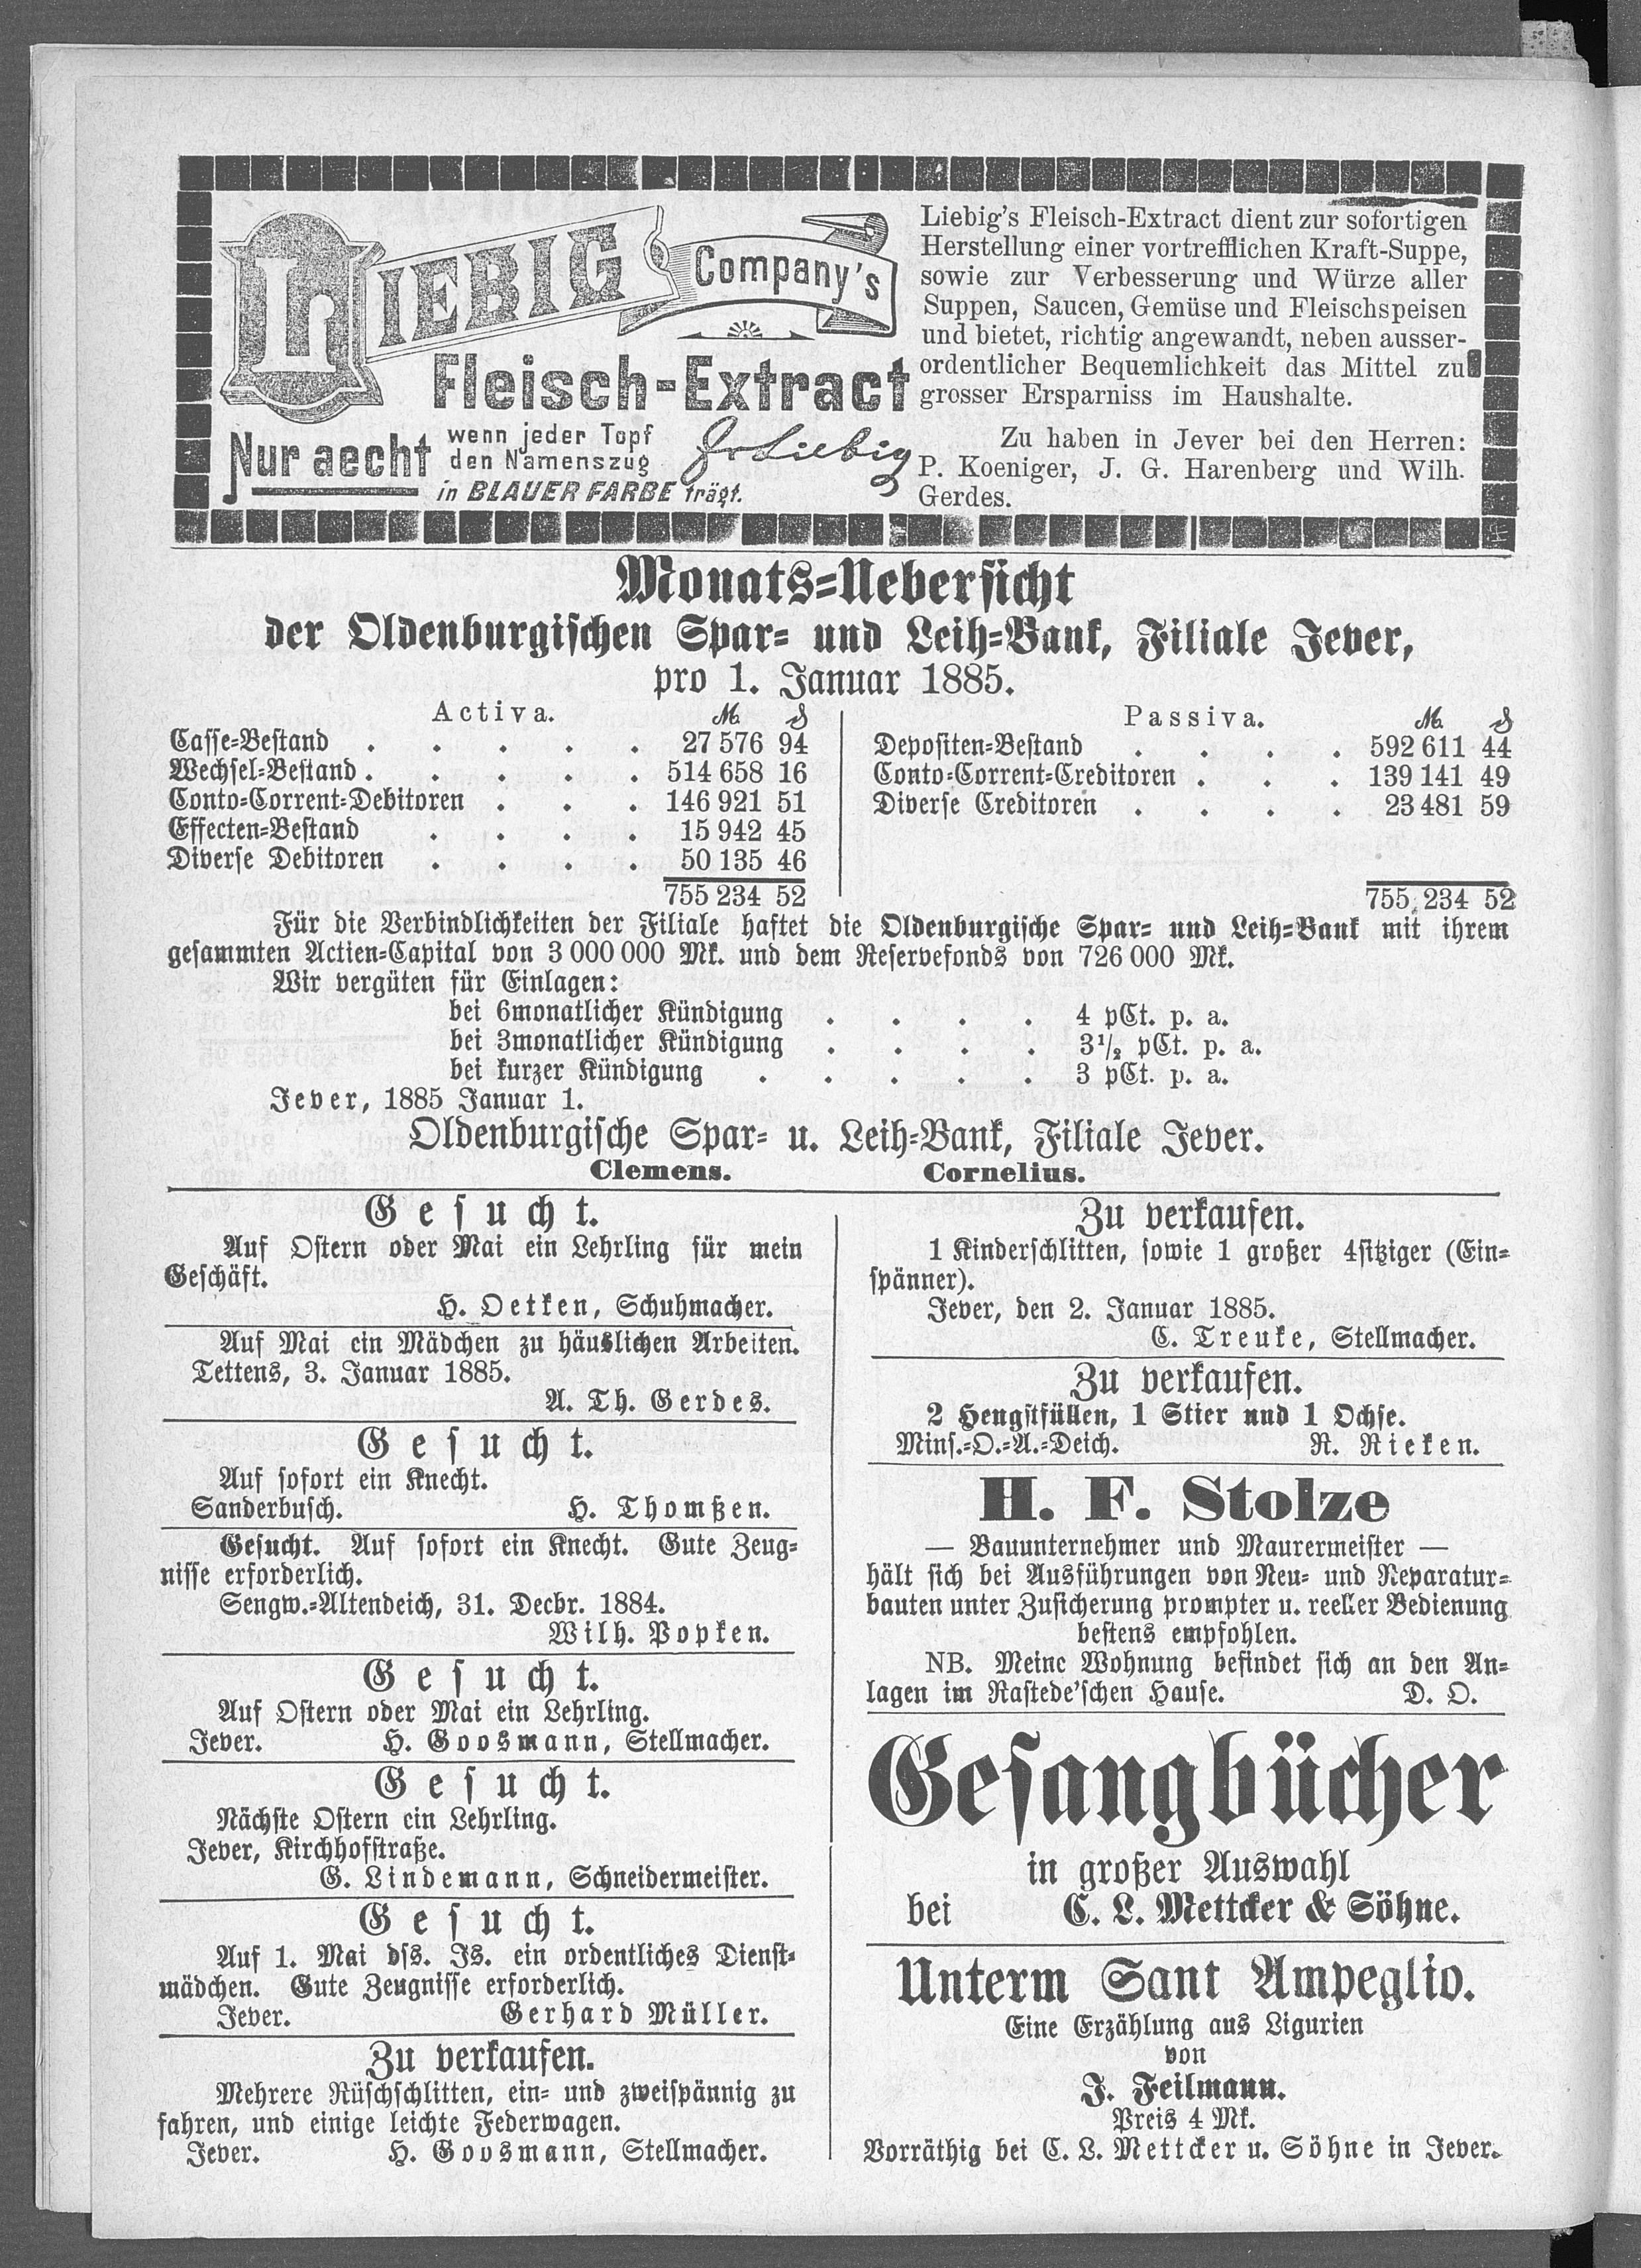 LIEBIG Company's
Fleisch-Extract
Nur aecht wenn jeder Topf
den Namenszug JvLiebig
in BLAUER FARBE trägt.
Liebig's Fleisch-Extract dient zur sofortigen
Herstellung einer vortrefflichen Kraft-Suppe,
sowie zur Verbesserung und Würze aller
Suppen, Saucen, Gemüse und Fleischspeisen
und bietet, richtig angewandt, neben ausser-
ordentlicher Bequemlichkeit das Mittel zu
grosser Ersparniss im Haushalte.
Zu haben in Jever bei den Herren:
P. Koeniger, J. G. Harenberg und Wilh.
Gerdes.
Monats-Uebersicht
der Oldenburgischen Spar- und Leih-Bank, Filiale Jever,
pro 1. Januar 1885.
Activa. M. ₰
Casse-Bestand . . . . . 27 576 94
Wechsel-Bestand . . . . . 514 658 16
Conto-Corrent-Debitoren . . . 146 921 51
Effecten-Bestand . . . . 15 942 45
Diverse Debitoren . . . . 50 135 46
755 234 52
Passiva. M. ₰
Depositen-Bestand . . . . 592 611 44
Conto-Corrent-Creditoren . . . 139 141 49
Diverse Creditoren . . . . 23 481 59
755 234 52
Für die Verbindlichkeiten der Filiale haftet die Oldenburgische Spar- und Leih-Bank mit ihrem
gesammten Actien-Capital von 3 000 000 Mk. und dem Reservefonds von 726 000 Mk.
Wir vergüten für Einlagen:
bei 6monatlicher Kündigung . . . . 4 pCt. p. a.
bei 3monatlicher Kündigung . . . . 3½ pCt. p. a.
bei kurzer Kündigung . . . . . 3 pCt. p. a.
Jever, 1885 Januar 1.
Oldenburgische Spar- u. Leih-Bank, Filiale Jever.
Clemens. Cornelius.
Gesucht.
Auf Ostern oder Mai ein Lehrling für mein
Geschäft.
H. Oetken, Schuhmacher.
Auf Mai ein Mädchen zu häuslichen Arbeiten.
Tettens, 3. Januar 1885.
A. Th. Gerdes.
Gesucht.
Auf sofort ein Knecht.
Sanderbusch. H. Thomßen.
Gesucht. Auf sofort ein Knecht. Gute Zeug-
nisse erforderlich.
Sengw.-Altendeich, 31. Decbr. 1884.
Wilh. Popken.
Gesucht.
Auf Ostern oder Mai ein Lehrling.
Jever. H. Goosmann, Stellmacher.
Gesucht.
Nächste Ostern ein Lehrling.
Jever, Kirchhofstraße.
G. Lindemann, Schneidermeister.
Gesucht.
Auf 1. Mai dss. Js. ein ordentliches Dienst-
mädchen. Gute Zeugnisse erforderlich.
Jever. Gerhard Müller.
Zu verkaufen.
Mehrere Rüschschlitten, ein- und zweispännig zu
fahren, und einige leichte Federwagen.
Jever. H. Goosmann, Stellmacher.
Zu verkaufen.
1 Kinderschlitten, sowie 1 großer 4sitziger (Ein-
spänner).
Jever, den 2. Januar 1885.
C. Treuke, Stellmacher.
Zu verkaufen.
2 Hengstfüllen, 1 Stier und 1 Ochse.
Mins.-O.-A.-Deich. R. Rieken.
H. F. Stolze
— Bauunternehmer und Maurermeister —
hält sich bei Ausführungen von Neu- und Reparatur-
bauten unter Zusicherung prompter u. reeller Bedienung
bestens empfohlen.
NB. Meine Wohnung befindet sich an den An-
lagen im Rastede'schen Hause. D. O.
Gesangbücher
in großer Auswahl
bei C. L. Mettcker & Söhne.
Unterm Sant Ampeglio.
Eine Erzählung aus Ligurien
von
J. Feilmann.
Preis 4 Mk.
Vorräthig bei C. L. Mettcker u. Söhne in Jever.